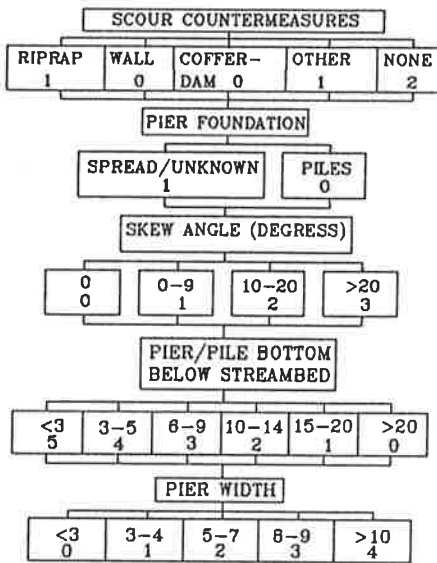 SCOUR COUNTERMEASURES
RIPRAP WALL COFFER- OTHER NONE
1 0 DAM 0 1 2
PIER FOUNDATION
SPREAD/UNKNOWN PILES
1 0
SKEW ANGLE (DEGRESS)
0 0-9 10-20 >20
0 1 2 3
PIER/PILE BOTTOM
BELOW STREAMBED
<3 3-5 6-9 10-14 15-20 >20
5 4 3 2 1 0
PIER WIDTH
<3 3-4 5-7 8-9 >10
0 1 2 3 4